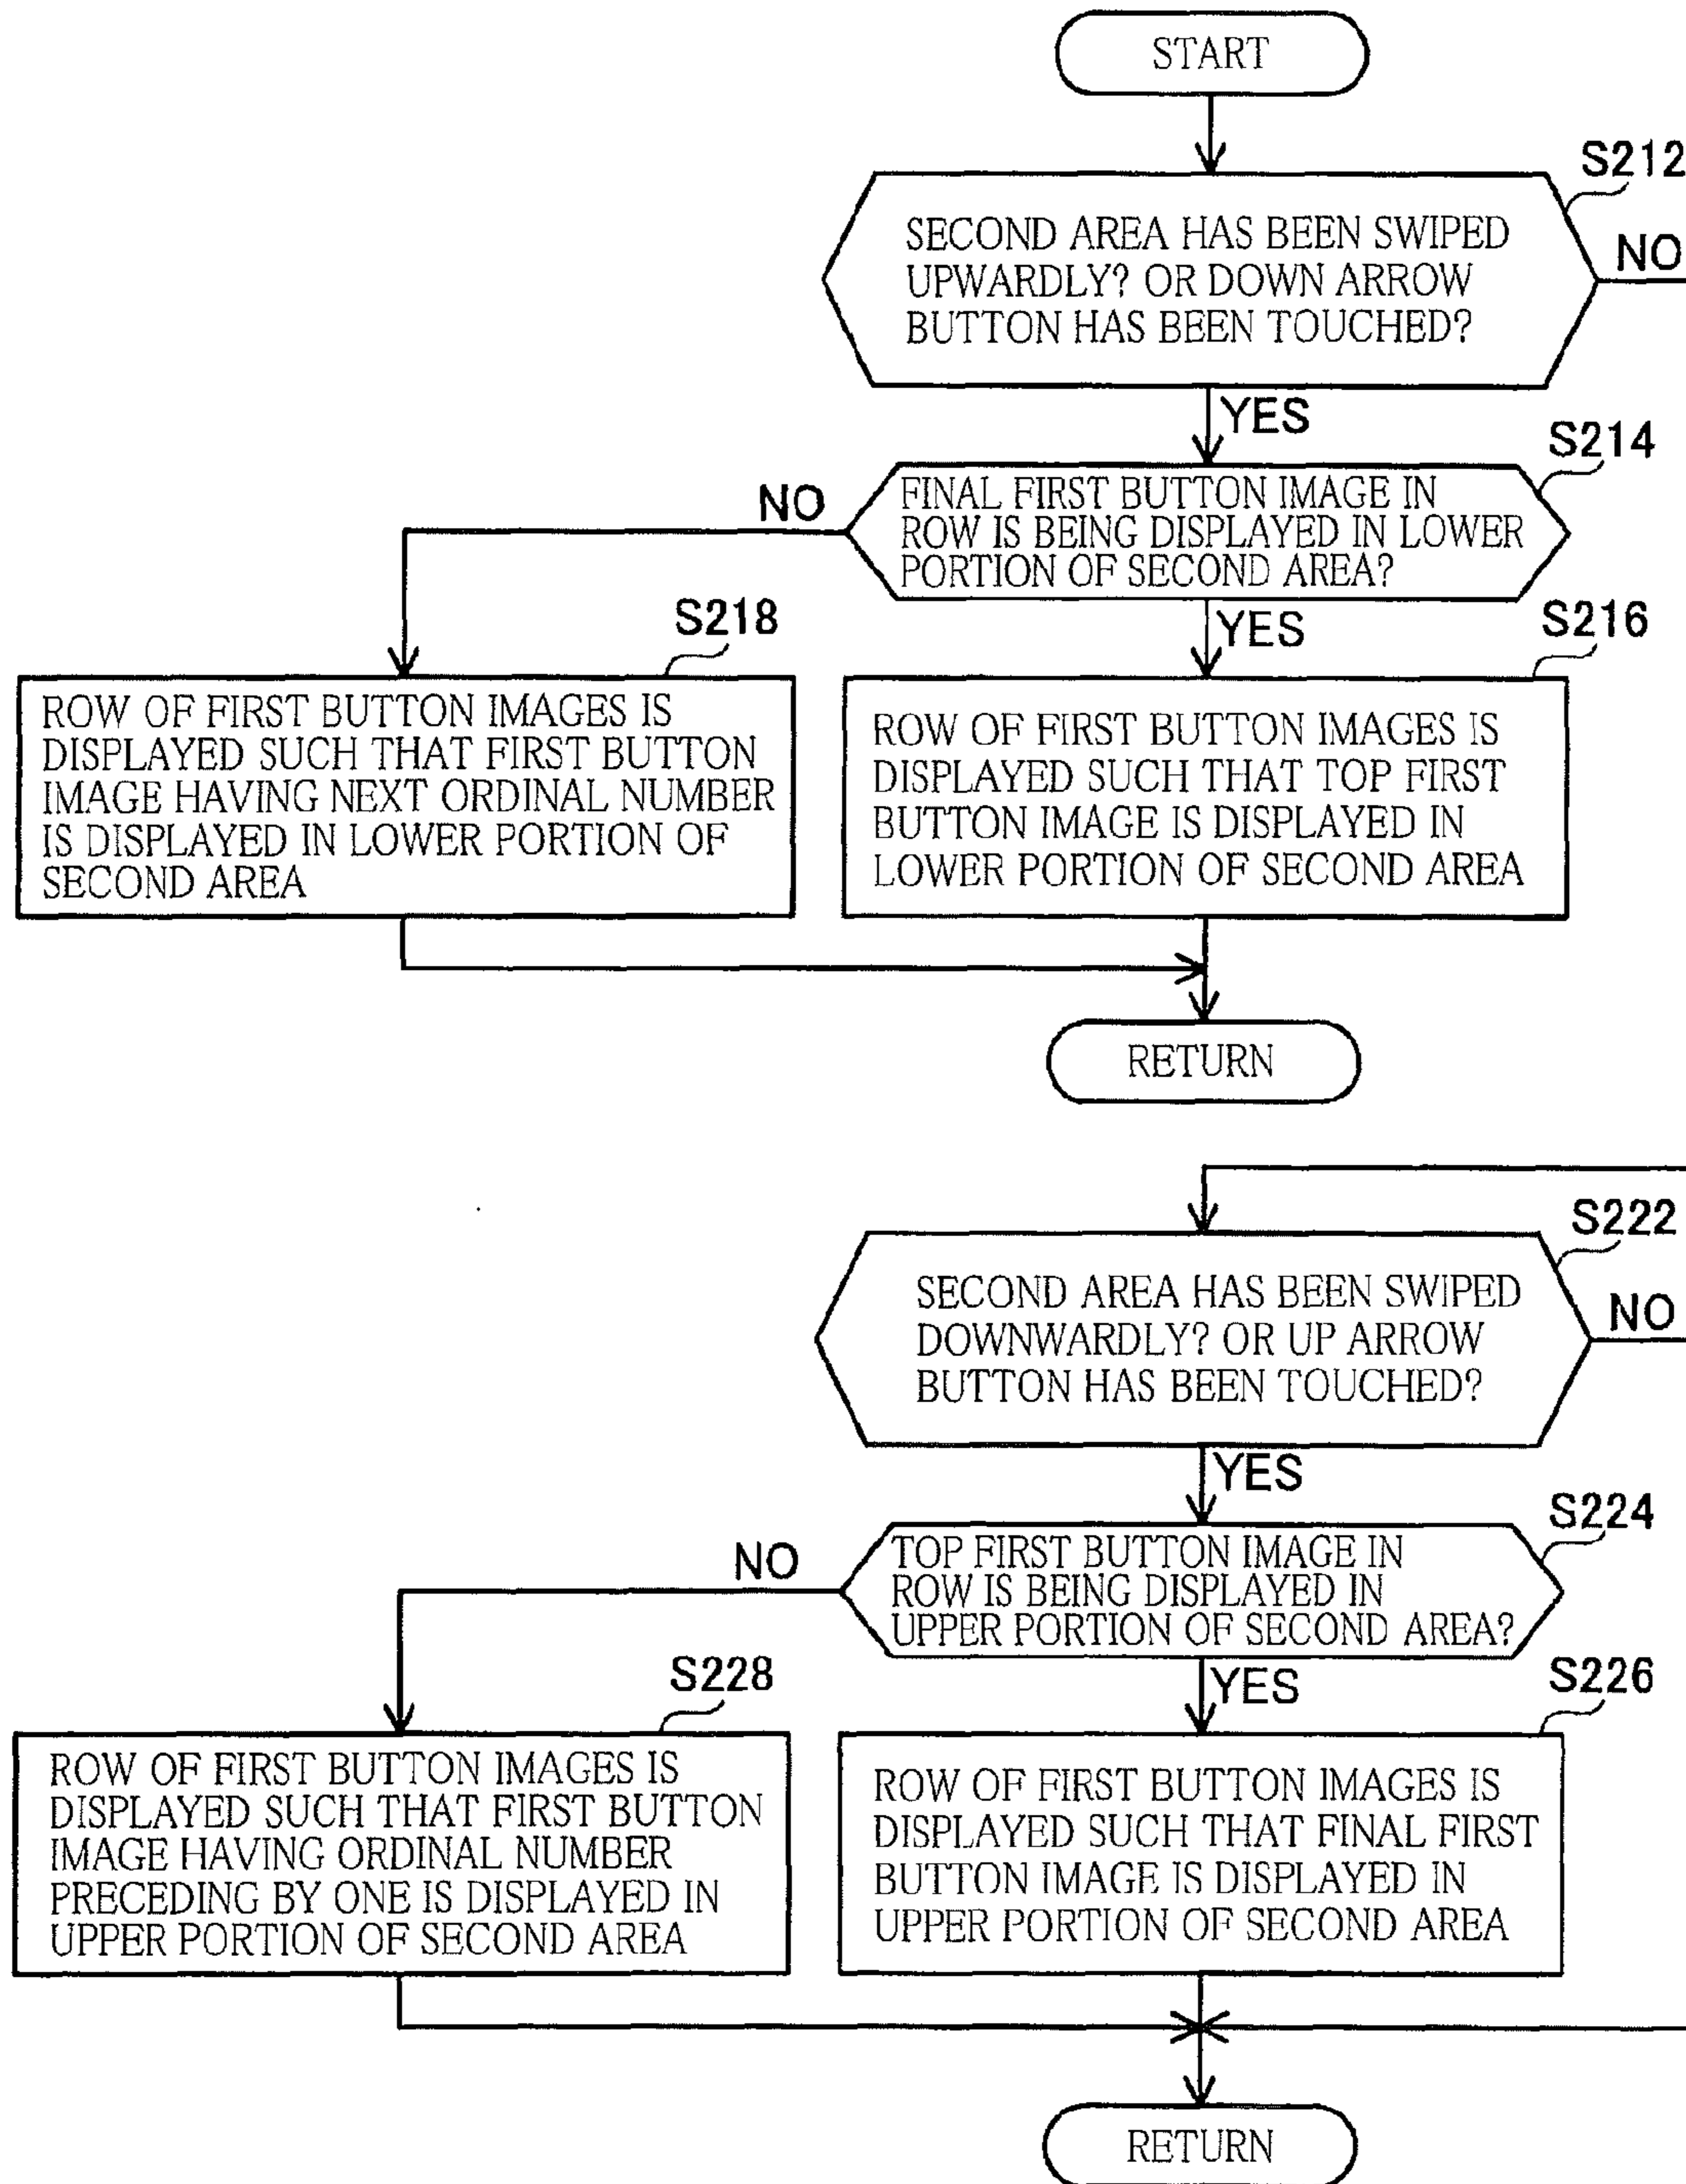 START
S212
SECOND AREA HAS BEEN SWIPED
UPWARDLY? OR DOWN ARROW
BUTTON HAS BEEN TOUCHED?
NO
YES
S214
FINAL FIRST BUTTON IMAGE IN
ROW IS BEING DISPLAYED IN LOWER
PORTION OF SECOND AREA?
NO
YES
S218
ROW OF FIRST BUTTON IMAGES IS
DISPLAYED SUCH THAT FIRST BUTTON
IMAGE HAVING NEXT ORDINAL NUMBER
IS DISPLAYED IN LOWER PORTION OF
SECOND AREA
S216
ROW OF FIRST BUTTON IMAGES IS
DISPLAYED SUCH THAT TOP FIRST
BUTTON IMAGE IS DISPLAYED IN
LOWER PORTION OF SECOND AREA
RETURN
S222
SECOND AREA HAS BEEN SWIPED
DOWNWARDLY? OR UP ARROW
BUTTON HAS BEEN TOUCHED?
NO
YES
S224
TOP FIRST BUTTON IMAGE IN
ROW IS BEING DISPLAYED IN
UPPER PORTION OF SECOND AREA?
NO
YES
S228
ROW OF FIRST BUTTON IMAGES IS
DISPLAYED SUCH THAT FIRST BUTTON
IMAGE HAVING ORDINAL NUMBER
PRECEDING BY ONE IS DISPLAYED IN
UPPER PORTION OF SECOND AREA
S226
ROW OF FIRST BUTTON IMAGES IS
DISPLAYED SUCH THAT FINAL FIRST
BUTTON IMAGE IS DISPLAYED IN
UPPER PORTION OF SECOND AREA
RETURN